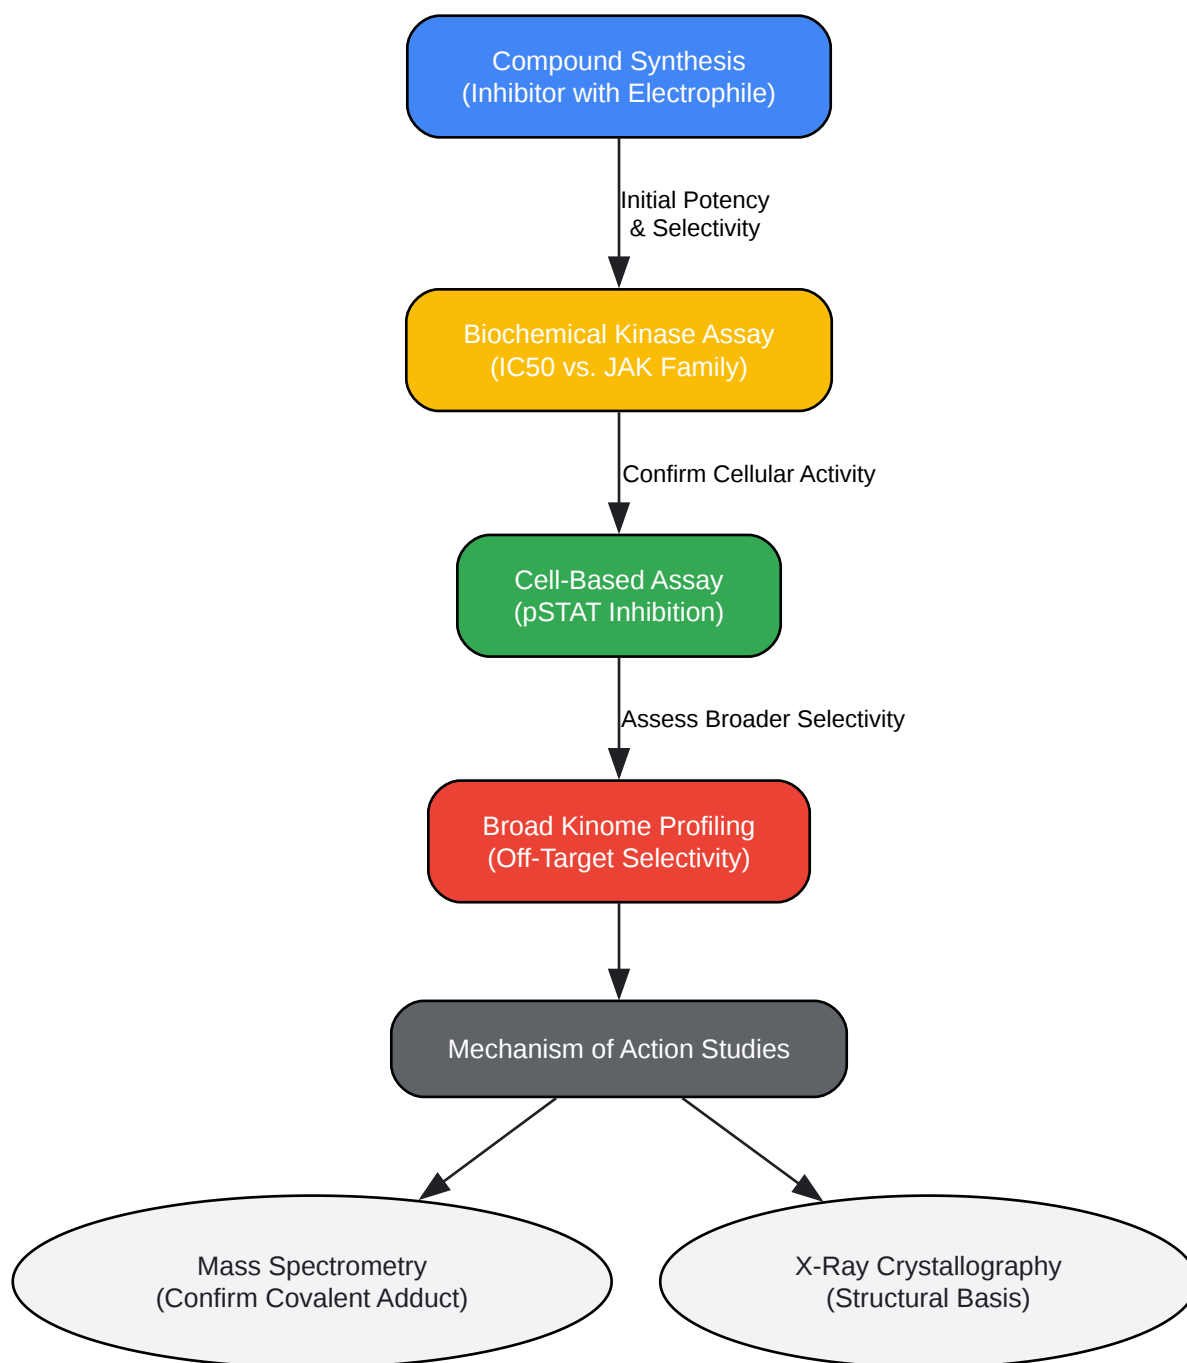 Compound Synthesis
(Inhibitor with Electrophile)
Initial Potency
& Selectivity
Biochemical Kinase Assay
(IC50 vs. JAK Family)
Confirm Cellular Activity
Cell-Based Assay
(pSTAT Inhibition)
Assess Broader Selectivity
Broad Kinome Profiling
(Off-Target Selectivity)
Mechanism of Action Studies
Mass Spectrometry
(Confirm Covalent Adduct)
X-Ray Crystallography
(Structural Basis)